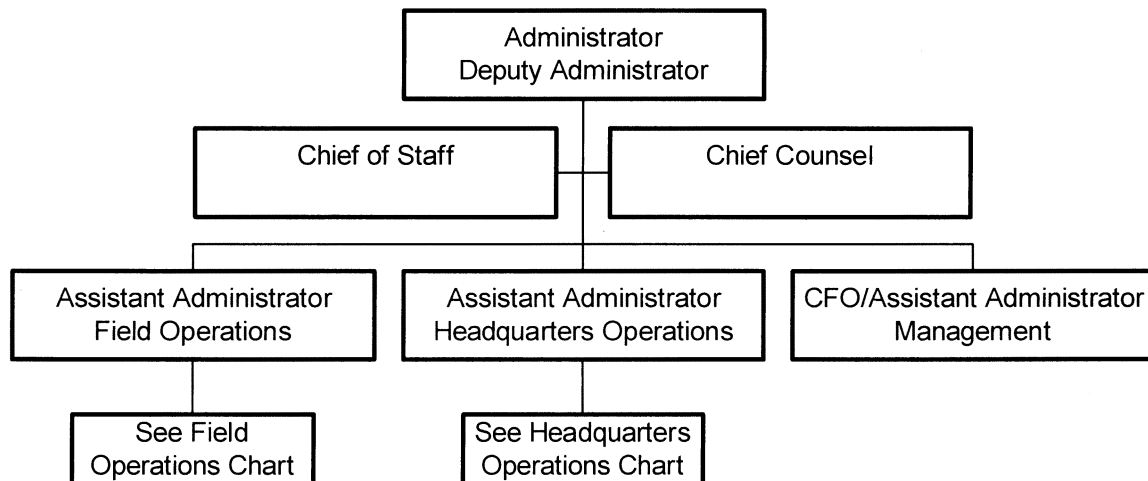 Administrator
Deputy Administrator
Chief of Staff
Chief Counsel
Assistant Administrator
Field Operations
Assistant Administrator
Headquarters Operations
CFO/Assistant Administrator
Management
See Field
Operations Chart
See Headquarters
Operations Chart